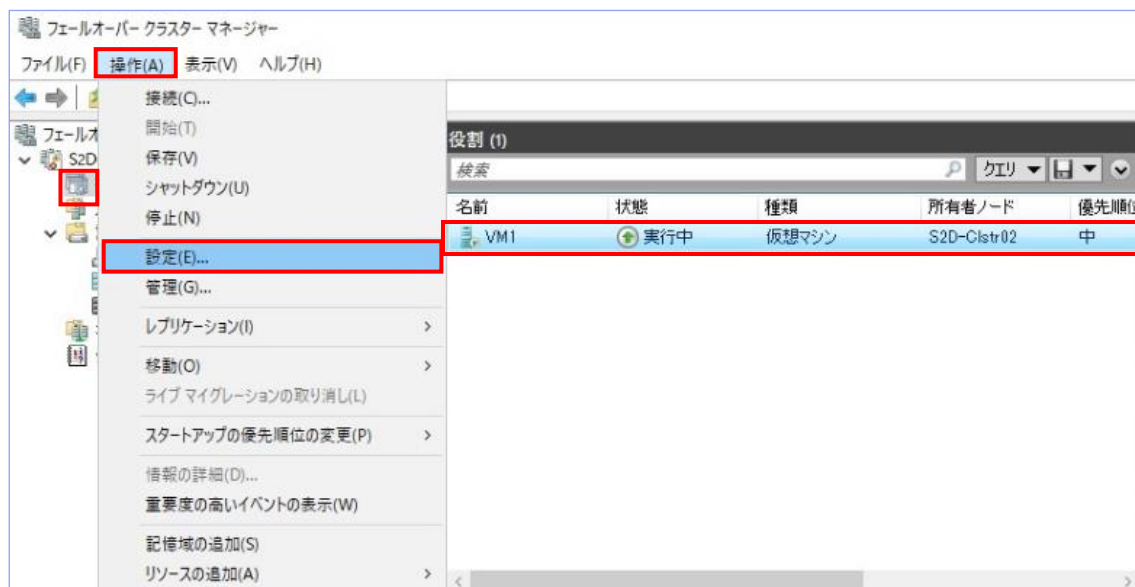 フェールオーバー クラスター マネージャー
ファイル(F) 操作(A) 表示(V) ヘルプ(H)
接続(C)...
開始(T)
保存(V)
シャットダウン(U)
停止(N)
設定(E)...
管理(G)...
レプリケーション(I)
移動(O)
ライブ マイグレーションの取り消し(L)
スタートアップの優先順位の変更(P)
情報の詳細(D)...
重要度の高いイベントの表示(W)
記憶域の追加(S)
リソースの追加(A)
フェールオ
S2D
役割 (1)
検索 クエリ
名前 状態 種類 所有者ノード 優先順位
VM1 実行中 仮想マシン S2D-Clstr02 中